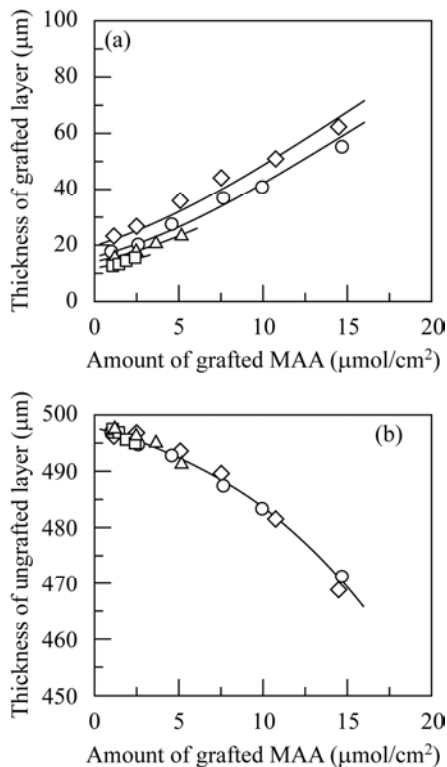 (a)
Thickness of grafted layer (μm)
100
80
60
40
20
0
0 5 10 15 20
Amount of grafted MAA (μmol/cm²)
(b)
Thickness of ungrafted layer (μm)
500
490
480
470
460
450
0 5 10 15 20
Amount of grafted MAA (μmol/cm²)